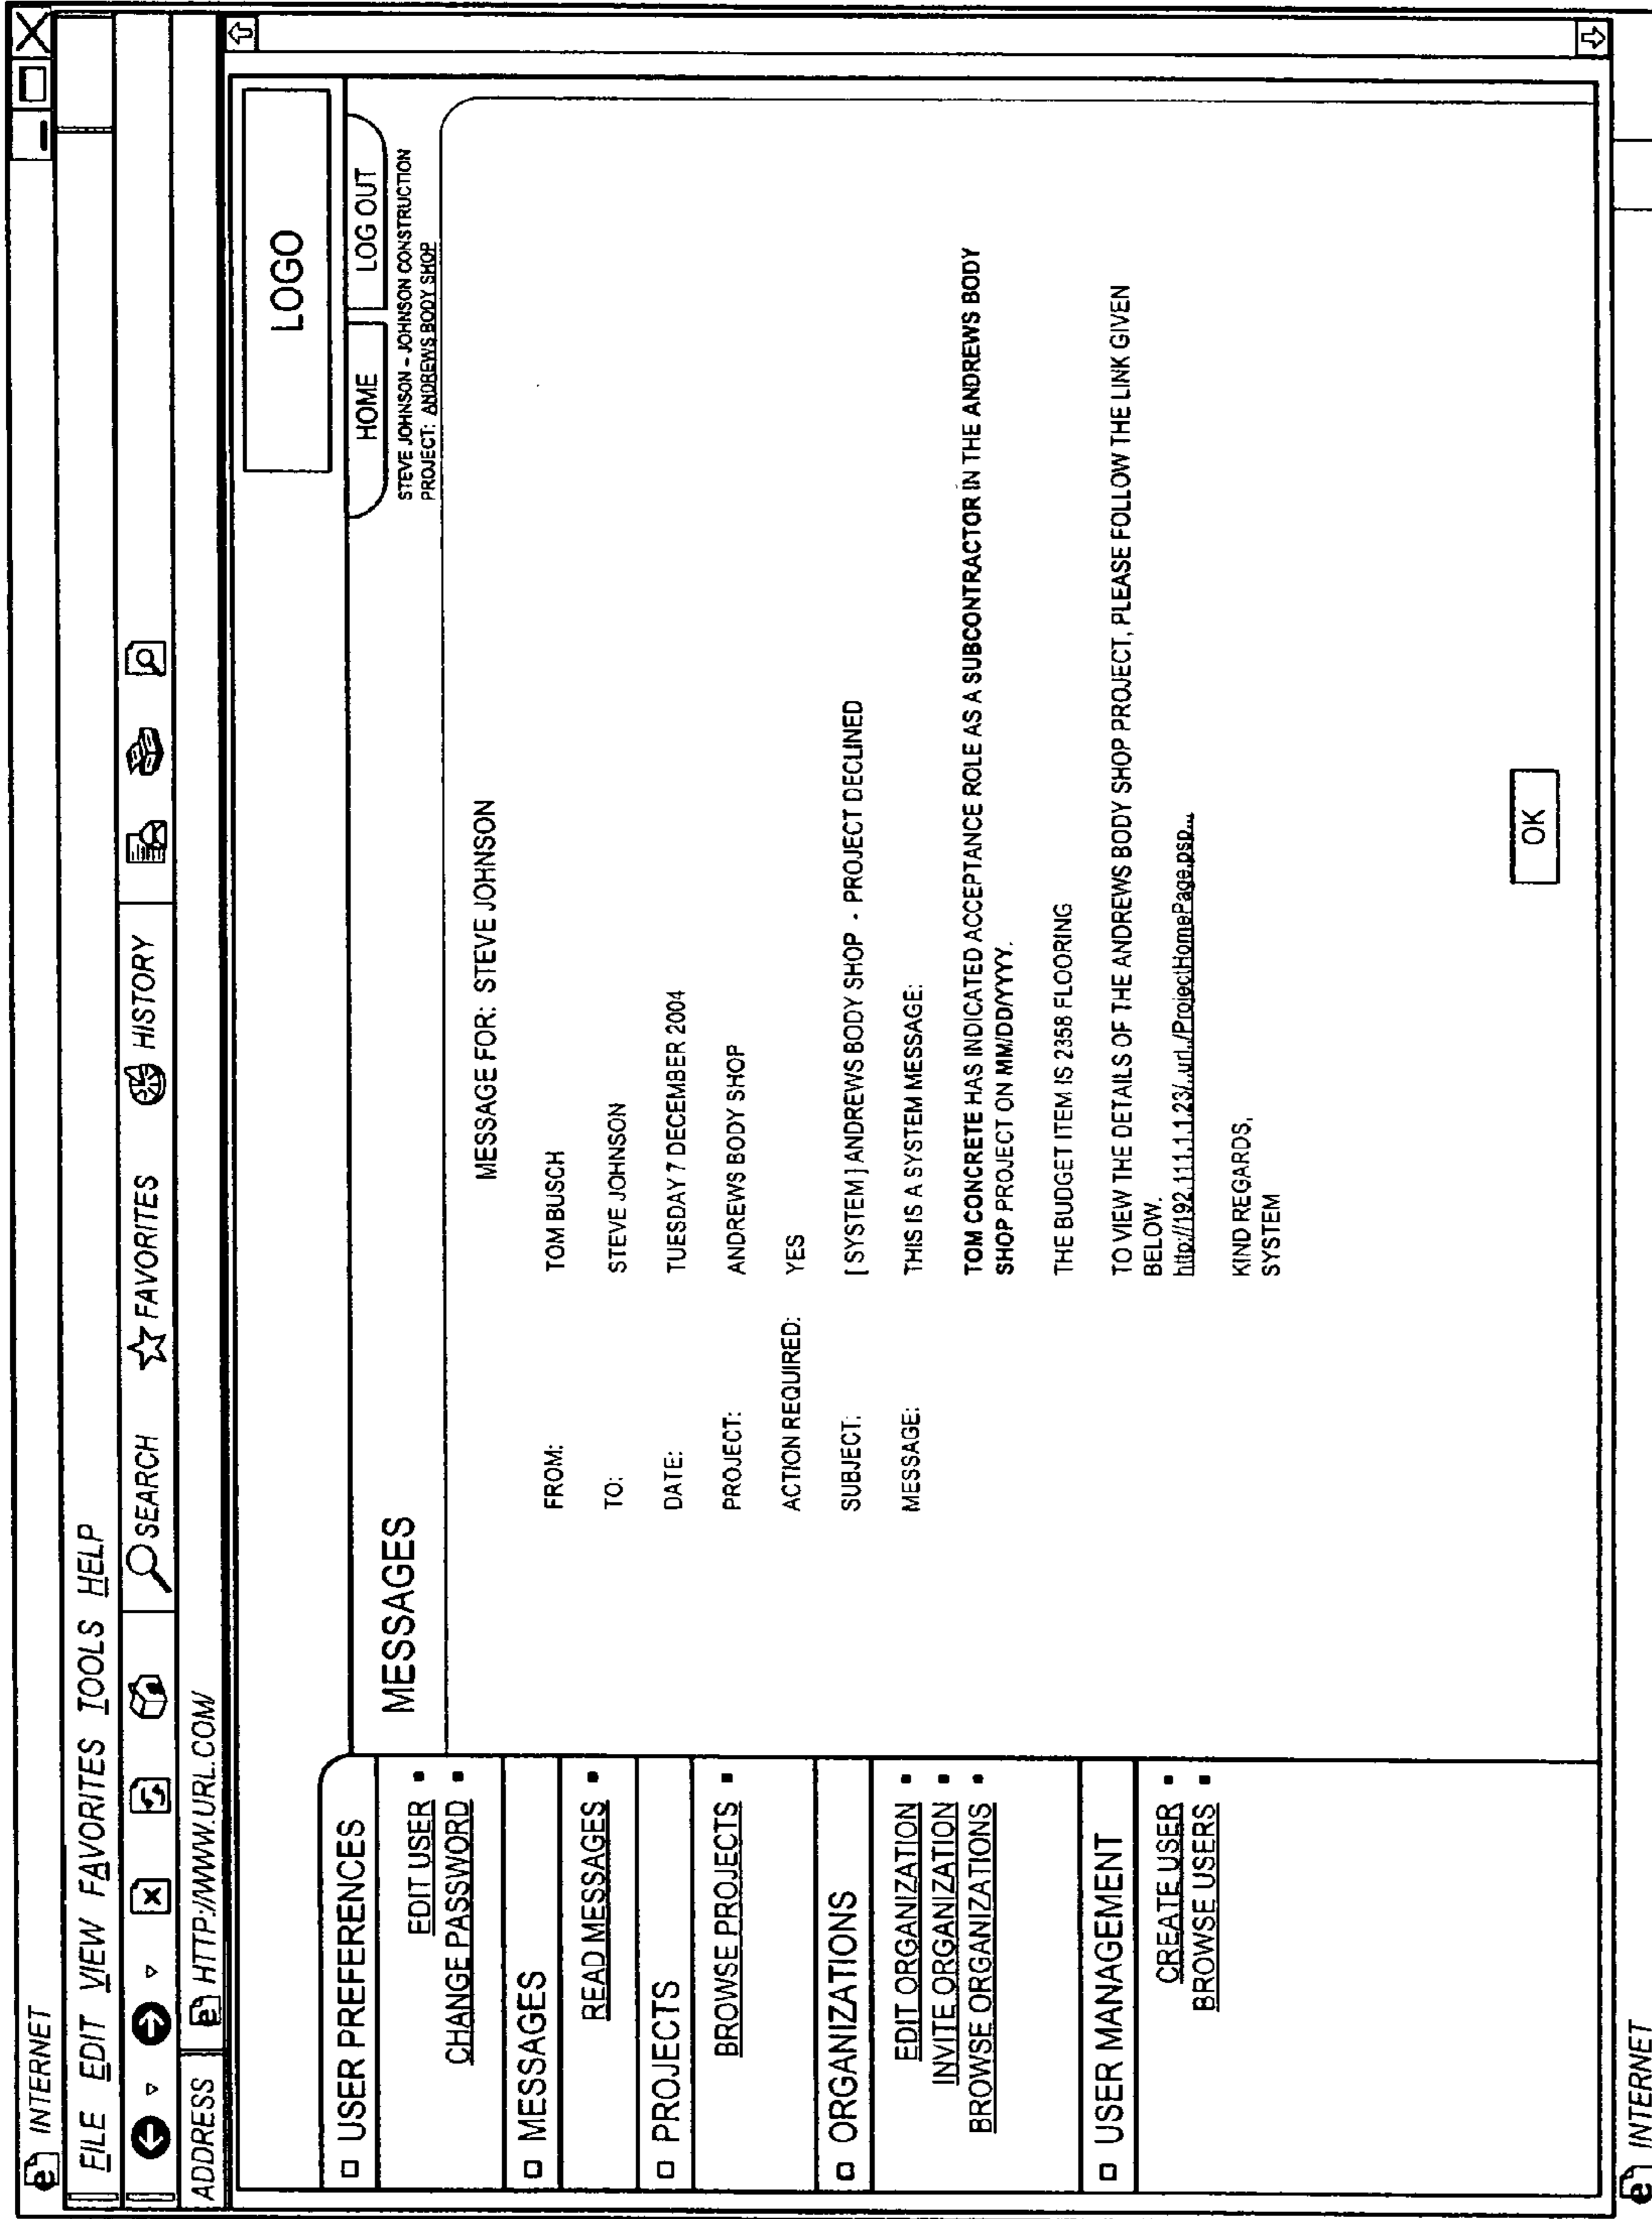 INTERNET
FILE EDIT VIEW FAVORITES TOOLS HELP
SEARCH FAVORITES HISTORY
ADDRESS HTTP://WWW.URL.COM
LOGO
HOME LOG OUT
STEVE JOHNSON - JOHNSON CONSTRUCTION
PROJECT: ANDREWS BODY SHOP
USER PREFERENCES
EDIT USER
CHANGE PASSWORD
MESSAGES
READ MESSAGES
PROJECTS
BROWSE PROJECTS
ORGANIZATIONS
EDIT ORGANIZATION
INVITE ORGANIZATION
BROWSE ORGANIZATIONS
USER MANAGEMENT
CREATE USER
BROWSE USERS
MESSAGES
MESSAGE FOR: STEVE JOHNSON
FROM: TOM BUSCH
TO: STEVE JOHNSON
DATE: TUESDAY 7 DECEMBER 2004
PROJECT: ANDREWS BODY SHOP
ACTION REQUIRED: YES
SUBJECT: [ SYSTEM ] ANDREWS BODY SHOP - PROJECT DECLINED
MESSAGE: THIS IS A SYSTEM MESSAGE:
TOM CONCRETE HAS INDICATED ACCEPTANCE ROLE AS A SUBCONTRACTOR IN THE ANDREWS BODY
SHOP PROJECT ON MM/DD/YYYY.
THE BUDGET ITEM IS 2358 FLOORING
TO VIEW THE DETAILS OF THE ANDREWS BODY SHOP PROJECT, PLEASE FOLLOW THE LINK GIVEN
BELOW.
http://192.111.1.23/..url../ProjectHomePage.psp...
KIND REGARDS,
SYSTEM
OK
INTERNET